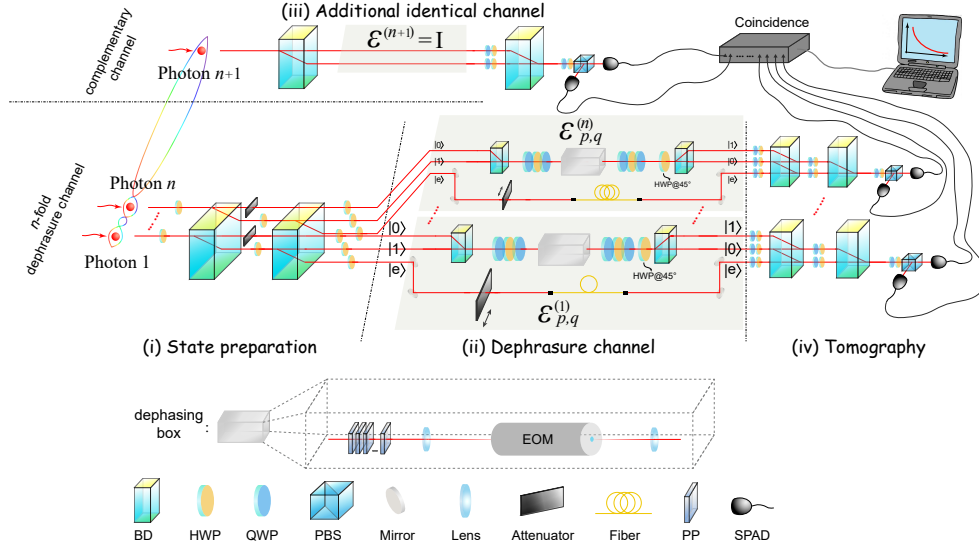 (iii) Additional identical channel
Coincidence
complementary
channel
ℰ⁽ⁿ⁺¹⁾ = I
Photon n+1
n-fold
dephrasure channel
Photon n
Photon 1
|0⟩
|1⟩
|e⟩
ℰ⁽ⁿ⁾p,q
t
HWP@45°
|1⟩
|0⟩
|e⟩
|0⟩
|1⟩
|e⟩
HWP@45°
ℰ⁽¹⁾p,q
|1⟩
|0⟩
|e⟩
(i) State preparation
(ii) Dephrasure channel
(iv) Tomography
dephasing
box :
EOM
BD HWP QWP PBS Mirror Lens Attenuator Fiber PP SPAD